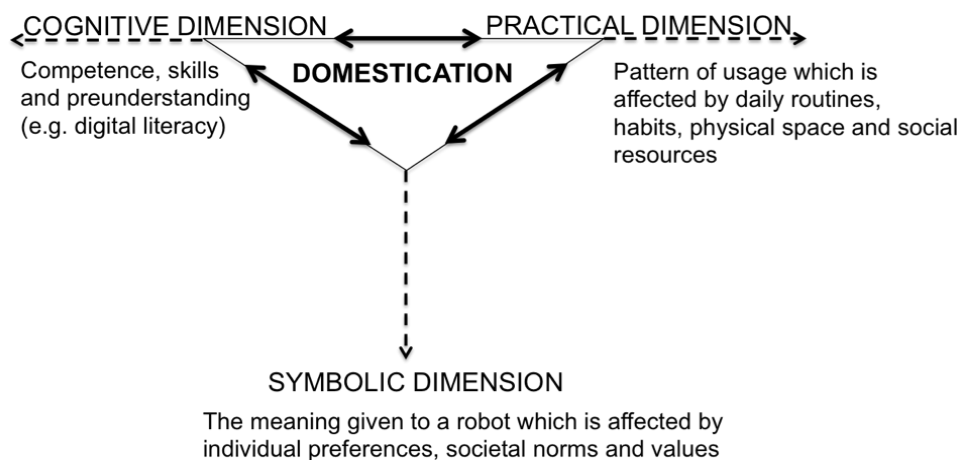 COGNITIVE DIMENSION
PRACTICAL DIMENSION
DOMESTICATION
Competence, skills
and preunderstanding
(e.g. digital literacy)
Pattern of usage which is
affected by daily routines,
habits, physical space and social
resources
SYMBOLIC DIMENSION
The meaning given to a robot which is affected by
individual preferences, societal norms and values